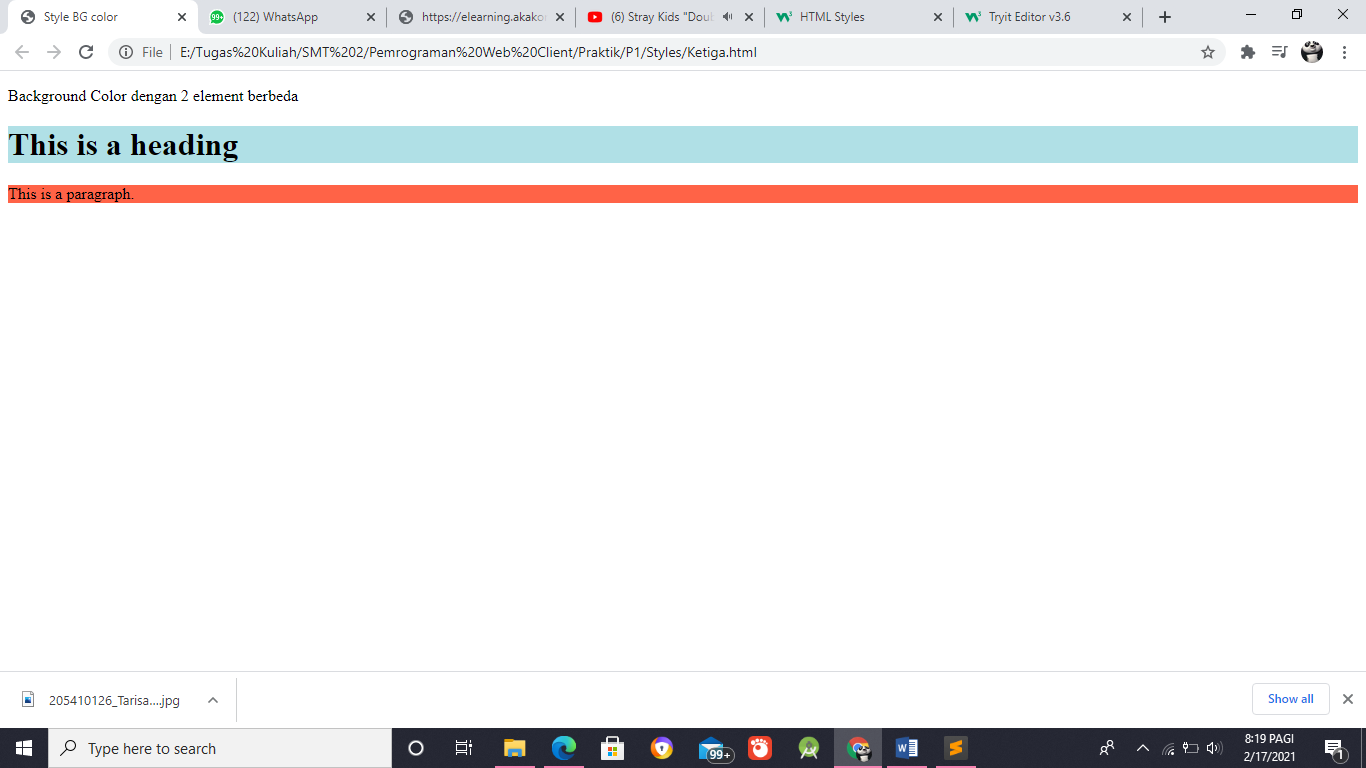 Style BG color
(122) WhatsApp
https://elearning.akako
(6) Stray Kids "Doub
HTML Styles
Tryit Editor v3.6
File
E:/Tugas%20Kuliah/SMT%202/Pemrograman%20Web%20Client/Praktik/P1/Styles/Ketiga.html
Background Color dengan 2 element berbeda
This is a heading
This is a paragraph.
205410126_Tarisa....jpg
Show all
Type here to search
99+
8:19 PAGI
2/17/2021
1